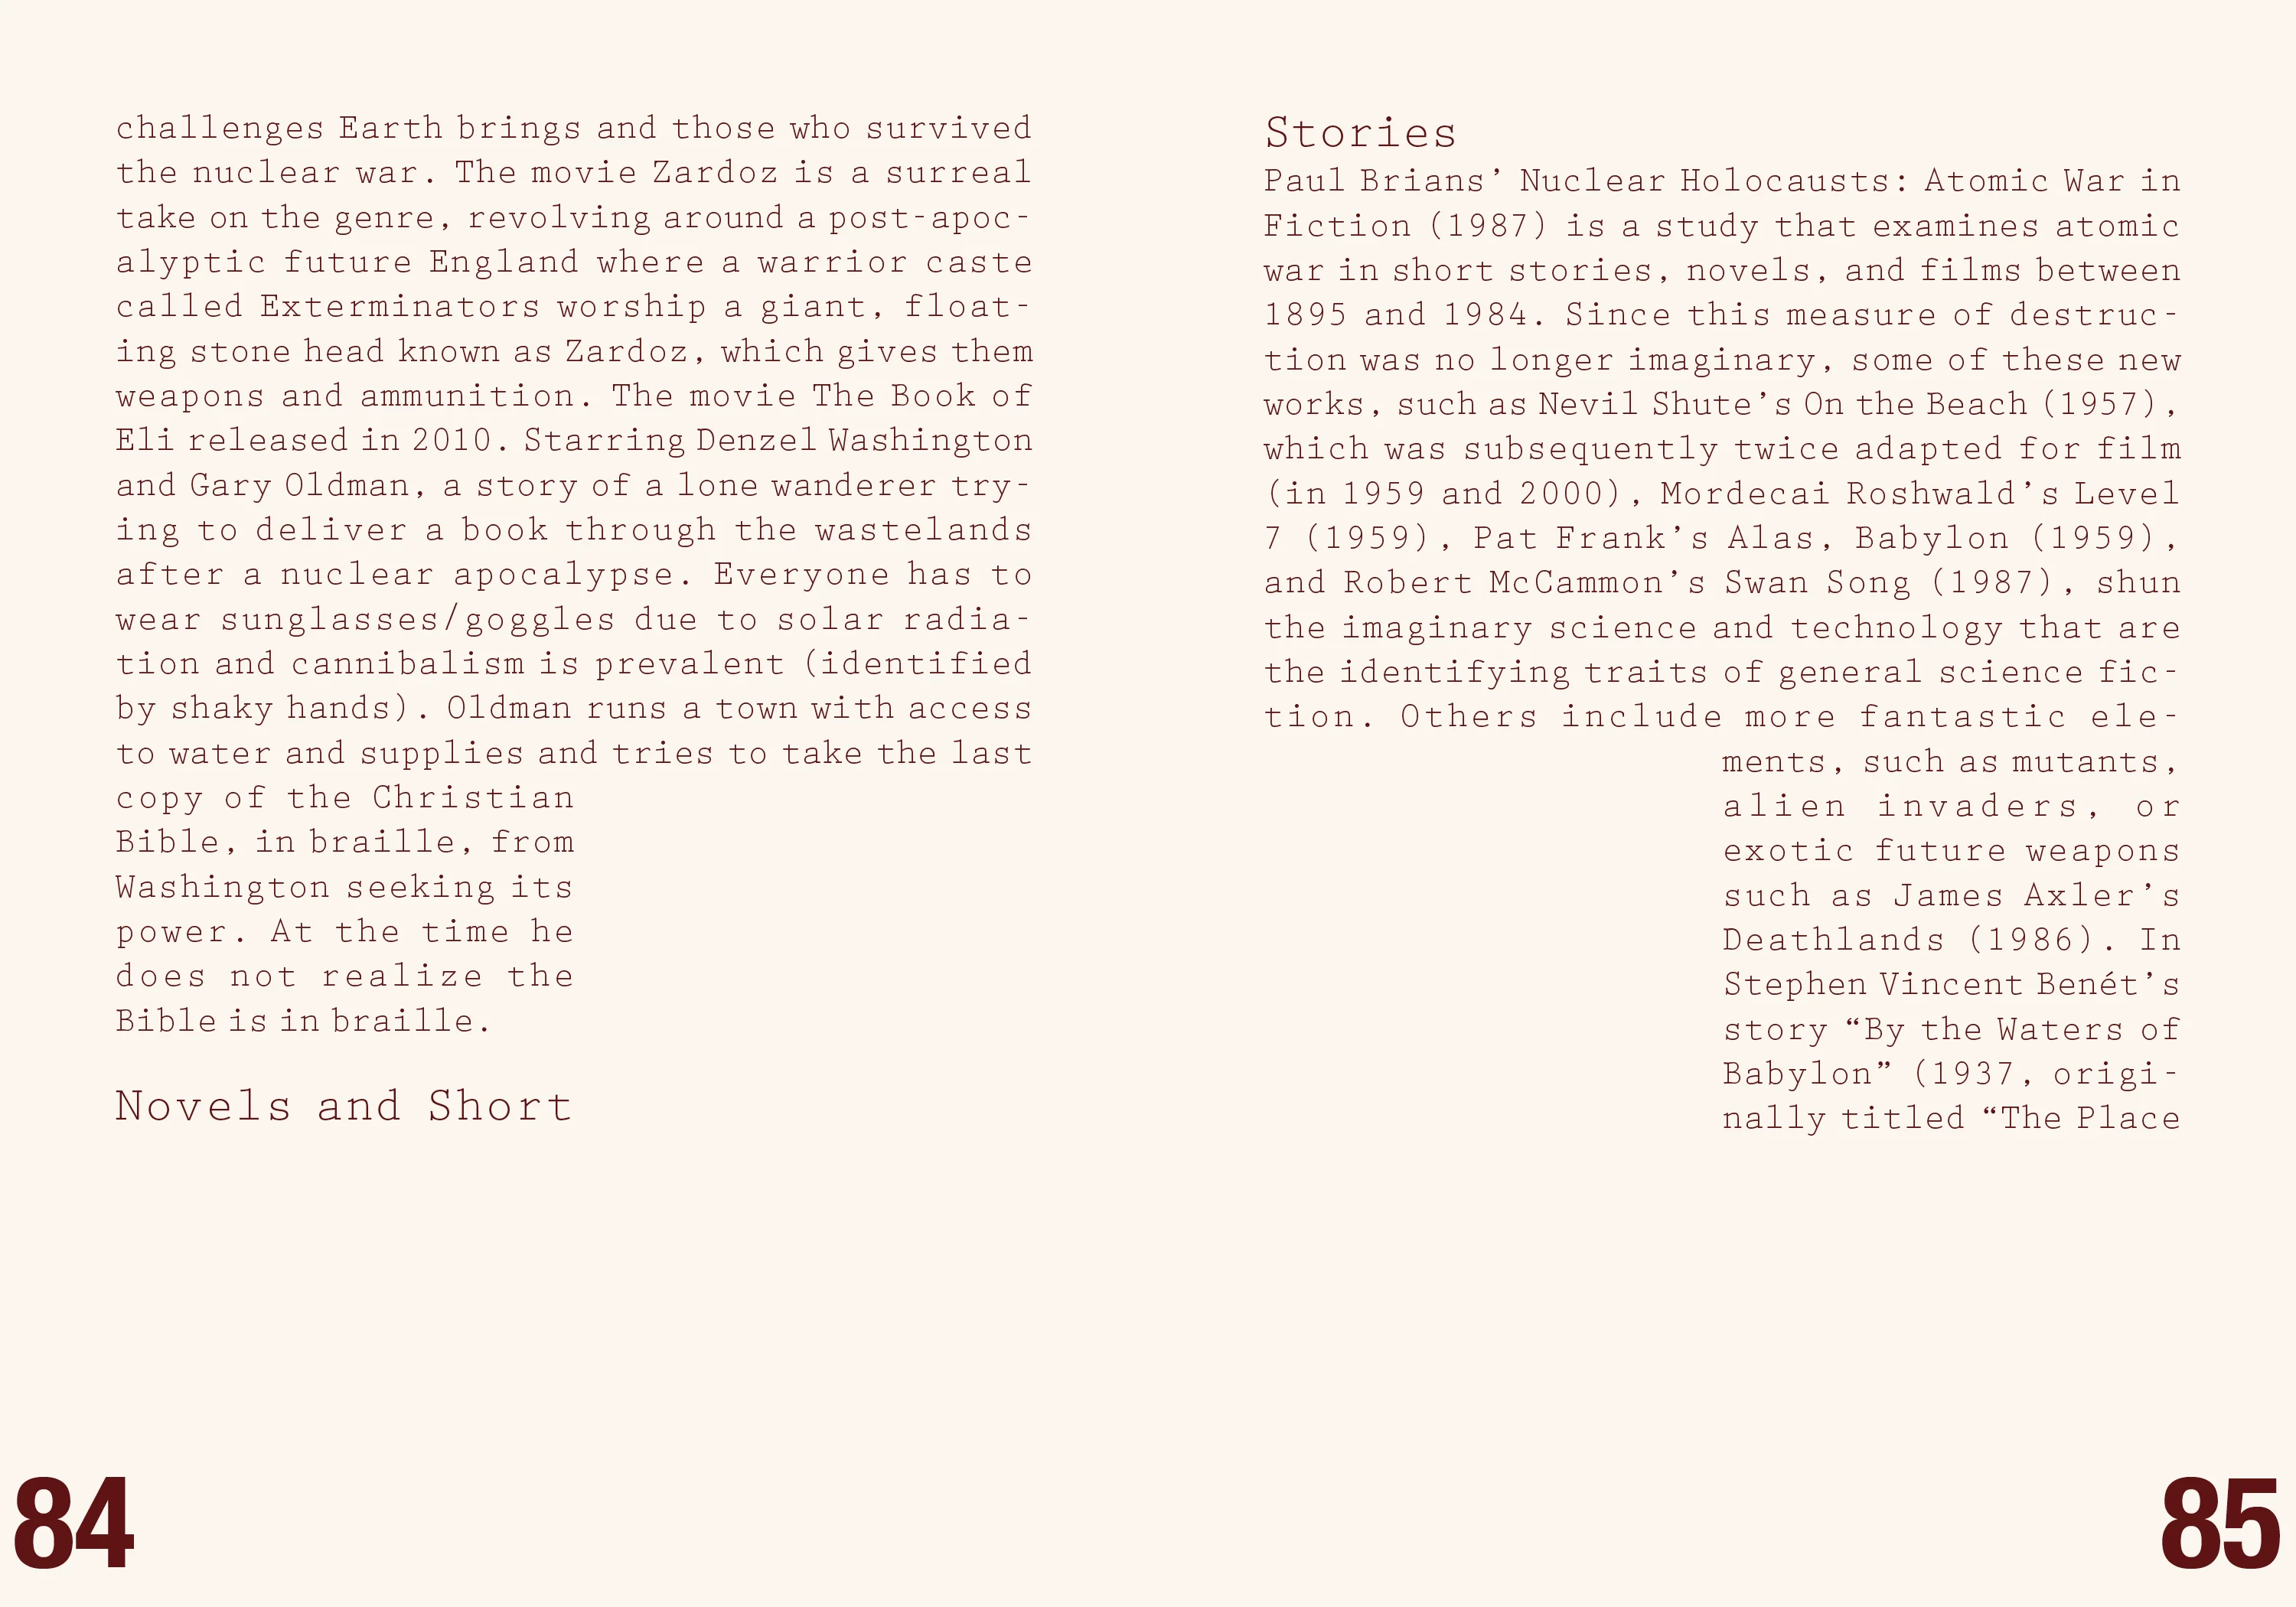 challenges Earth brings and those who survived
the nuclear war. The movie Zardoz is a surreal
take on the genre, revolving around a post-apoc-
alyptic future England where a warrior caste
called Exterminators worship a giant, float-
ing stone head known as Zardoz, which gives them
weapons and ammunition. The movie The Book of
Eli released in 2010. Starring Denzel Washington
and Gary Oldman, a story of a lone wanderer try-
ing to deliver a book through the wastelands
after a nuclear apocalypse. Everyone has to
wear sunglasses/goggles due to solar radia-
tion and cannibalism is prevalent (identified
by shaky hands). Oldman runs a town with access
to water and supplies and tries to take the last
copy of the Christian
Bible, in braille, from
Washington seeking its
power. At the time he
does not realize the
Bible is in braille.
Novels and Short
84
Stories
Paul Brians’ Nuclear Holocausts: Atomic War in
Fiction (1987) is a study that examines atomic
war in short stories, novels, and films between
1895 and 1984. Since this measure of destruc-
tion was no longer imaginary, some of these new
works, such as Nevil Shute’s On the Beach (1957),
which was subsequently twice adapted for film
(in 1959 and 2000), Mordecai Roshwald’s Level
7 (1959), Pat Frank’s Alas, Babylon (1959),
and Robert McCammon’s Swan Song (1987), shun
the imaginary science and technology that are
the identifying traits of general science fic-
tion. Others include more fantastic ele-
ments, such as mutants,
alien invaders, or
exotic future weapons
such as James Axler’s
Deathlands (1986). In
Stephen Vincent Benét’s
story “By the Waters of
Babylon” (1937, origi-
nally titled “The Place
85